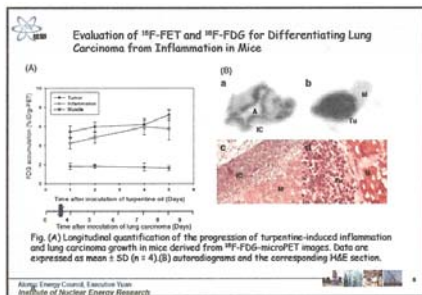 Evaluation of ¹⁸F-FET and ¹⁸F-FDG for Differentiating Lung
Carcinoma from Inflammation in Mice
(A)
Tumor
Inflammation
Muscle
FDG accumulation
Time after inoculation of turpentine oil (Days)
Time after inoculation of lung carcinoma (Days)
(B)
a
b
A
IC
M
Tu
c
d
Fig. (A) Longitudinal quantification of the progression of turpentine-induced inflammation
and lung carcinoma growth in mice derived from ¹⁸F-FDG-microPET images. Data are
expressed as mean ± SD (n = 4).(B) autoradiograms and the corresponding H&E section.
Atomic Energy Council, Executive Yuan
Institute of Nuclear Energy Research